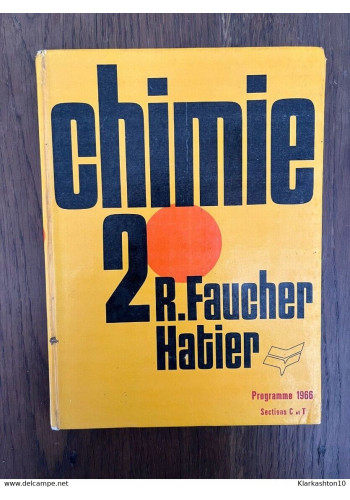 chimie
2
R.Faucher
Hatier
Programme 1966
Sections C et T
delcampe.net
Klarkashton10